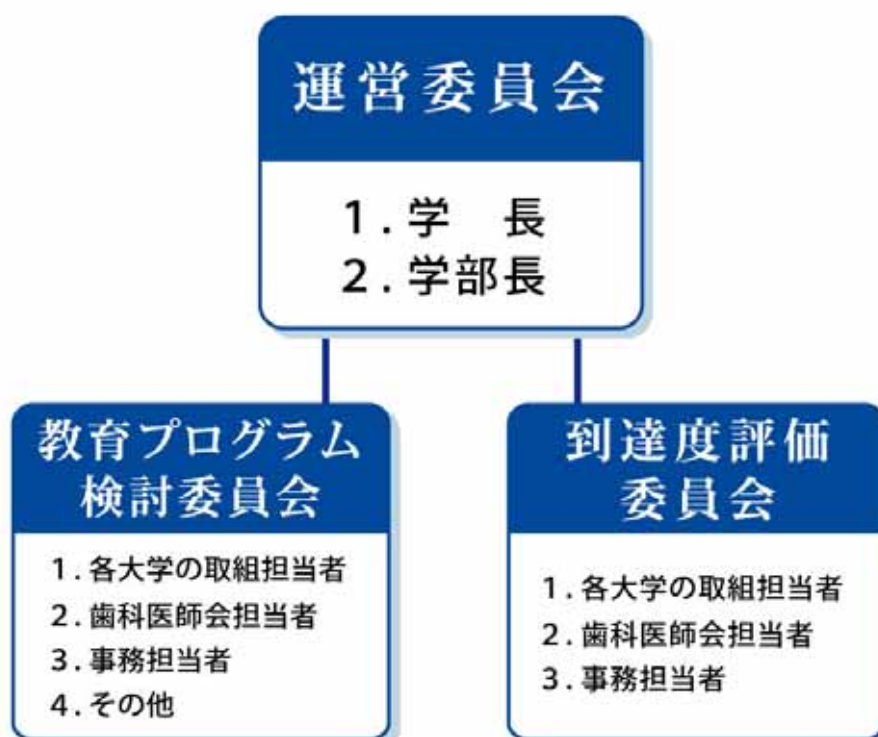 運営委員会
1.学　長
2.学部長
教育プログラム
検討委員会
1.各大学の取組担当者
2.歯科医師会担当者
3.事務担当者
4.その他
到達度評価
委員会
1.各大学の取組担当者
2.歯科医師会担当者
3.事務担当者